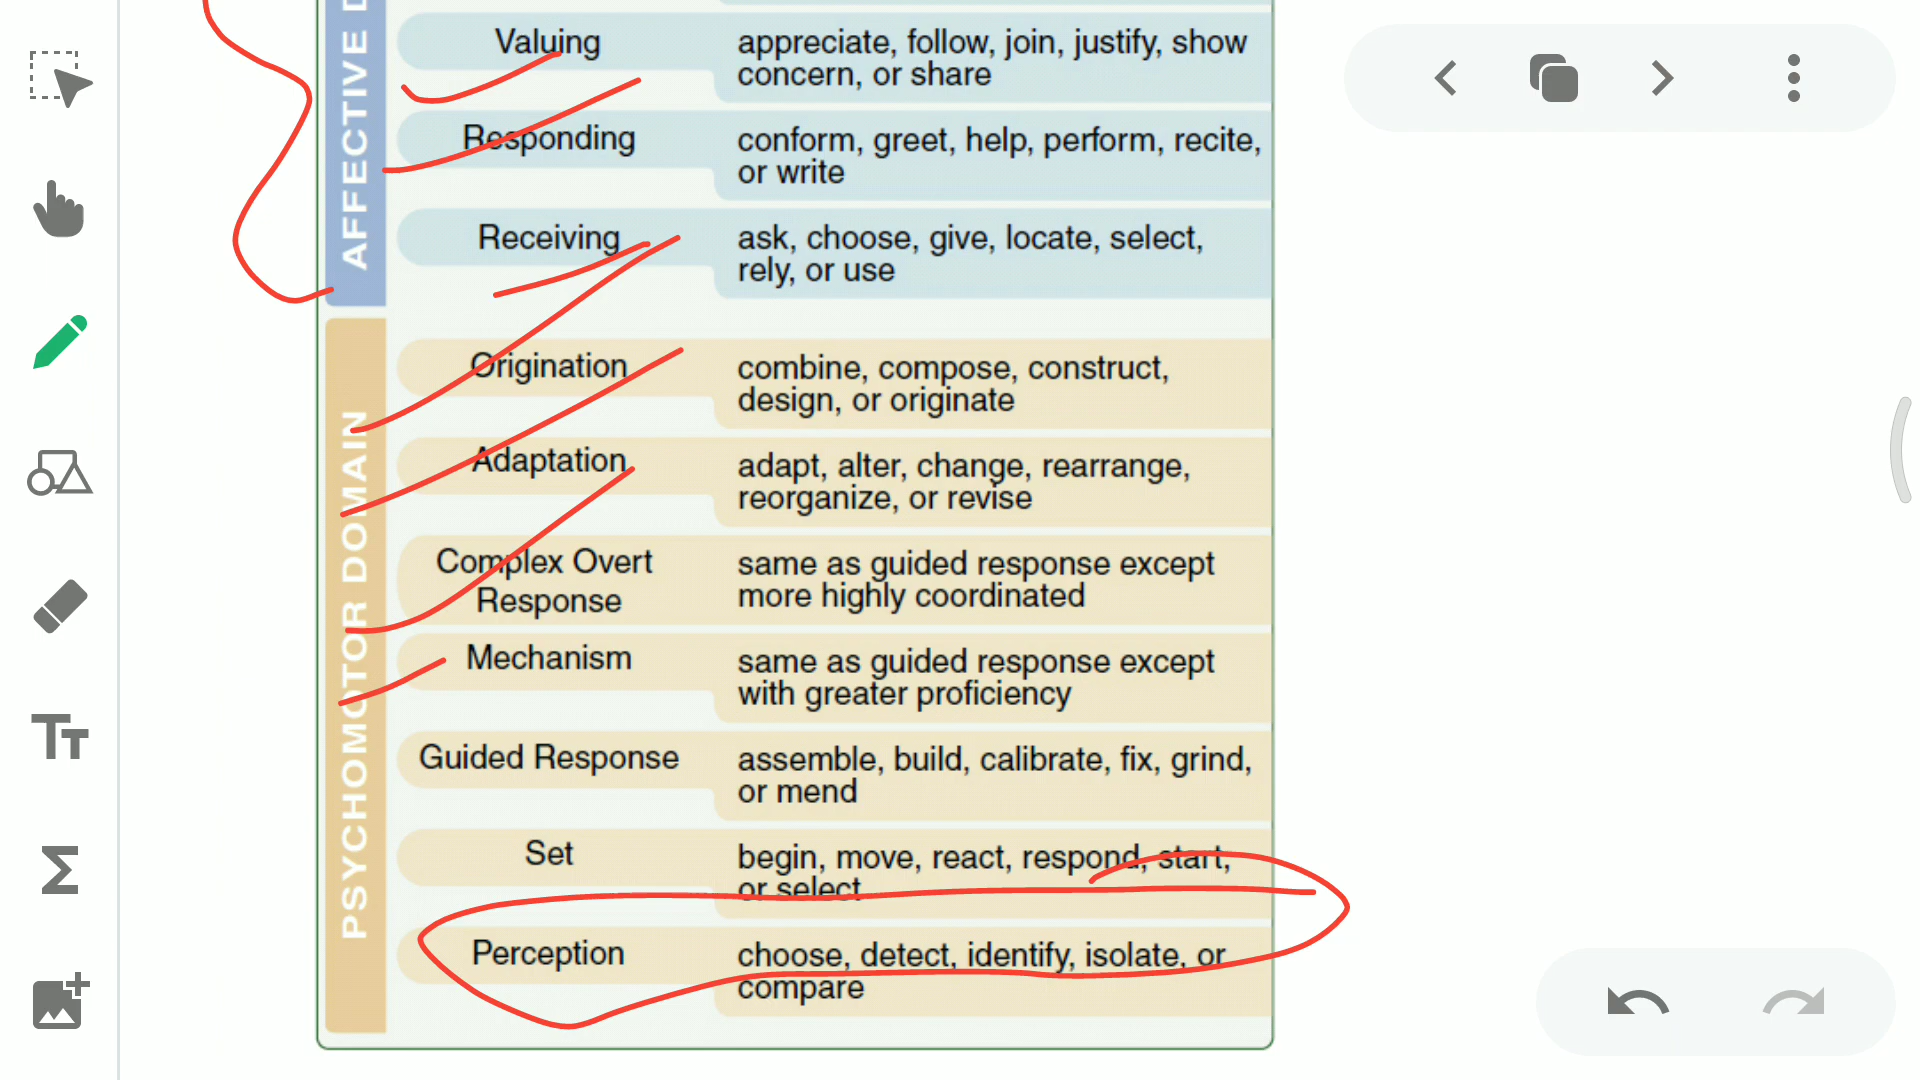 AFFECTIVE D
Valuing
appreciate, follow, join, justify, show
concern, or share
Responding
conform, greet, help, perform, recite,
or write
Receiving
ask, choose, give, locate, select,
rely, or use
PSYCHOMOTOR DOMAIN
Origination
combine, compose, construct,
design, or originate
Adaptation
adapt, alter, change, rearrange,
reorganize, or revise
Complex Overt
Response
same as guided response except
more highly coordinated
Mechanism
same as guided response except
with greater proficiency
Guided Response
assemble, build, calibrate, fix, grind,
or mend
Set
begin, move, react, respond, start,
or select
Perception
choose, detect, identify, isolate, or
compare